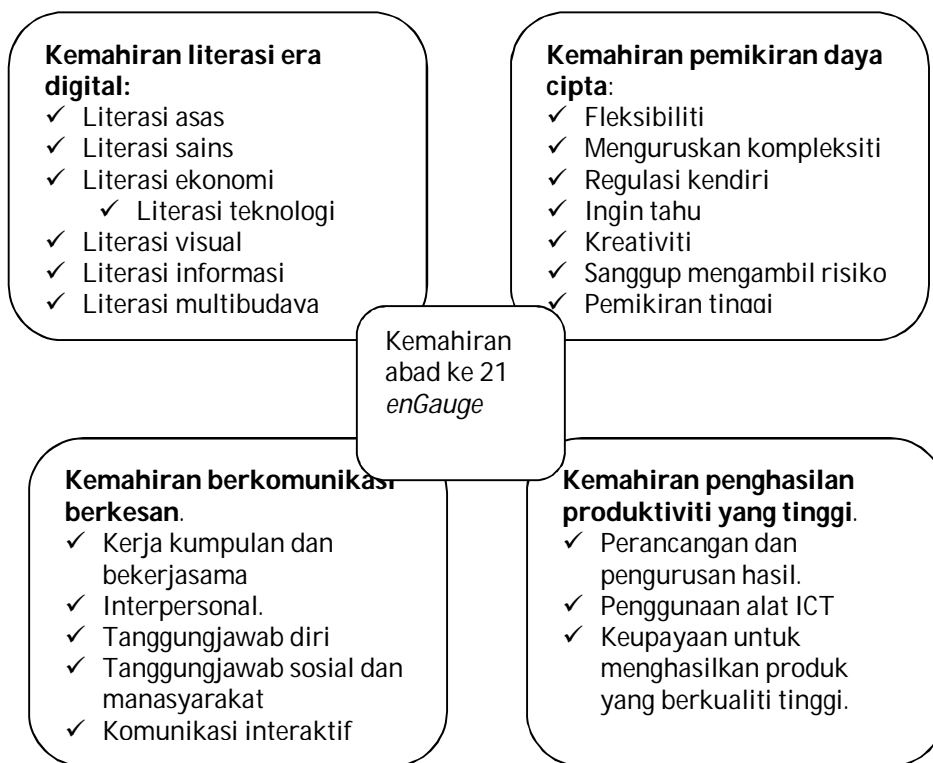 Kemahiran literasi era
digital:
✓ Literasi asas
✓ Literasi sains
✓ Literasi ekonomi
✓ Literasi teknologi
✓ Literasi visual
✓ Literasi informasi
✓ Literasi multibudaya
Kemahiran pemikiran daya
cipta:
✓ Fleksibiliti
✓ Menguruskan kompleksiti
✓ Regulasi kendiri
✓ Ingin tahu
✓ Kreativiti
✓ Sanggup mengambil risiko
✓ Pemikiran tinggi
Kemahiran
abad ke 21
enGauge
Kemahiran berkomunikasi
berkesan.
✓ Kerja kumpulan dan
bekerjasama
✓ Interpersonal.
✓ Tanggungjawab diri
✓ Tanggungjawab sosial dan
manasyarakat
✓ Komunikasi interaktif
Kemahiran penghasilan
produktiviti yang tinggi.
✓ Perancangan dan
pengurusan hasil.
✓ Penggunaan alat ICT
✓ Keupayaan untuk
menghasilkan produk
yang berkualiti tinggi.